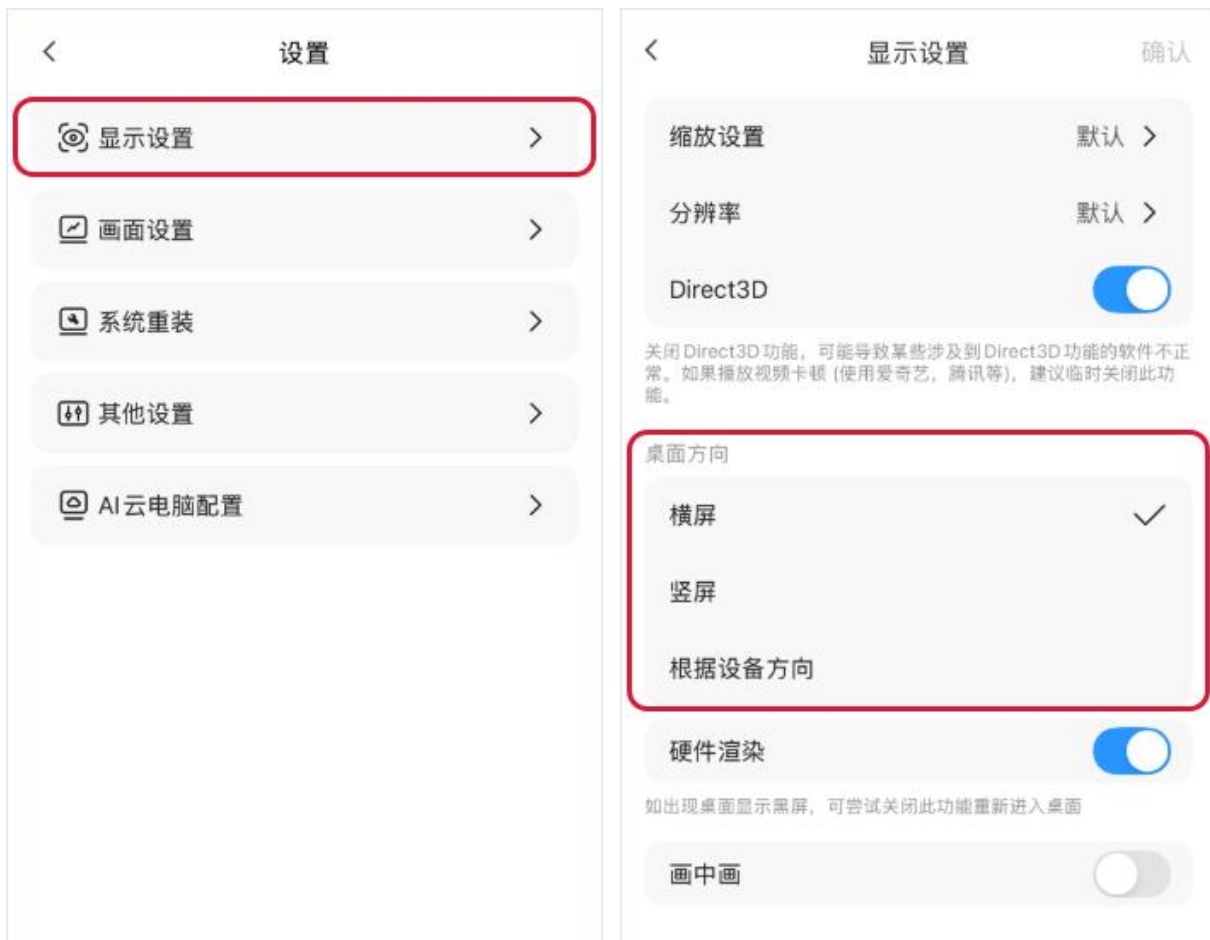 设置
显示设置
画面设置
系统重装
其他设置
AI云电脑配置
显示设置
确认
缩放设置
默认
分辨率
默认
Direct3D
关闭Direct3D功能，可能导致某些涉及到Direct3D功能的软件不正
常。如果播放视频卡顿 (使用爱奇艺，腾讯等)，建议临时关闭此功
能。
桌面方向
横屏
竖屏
根据设备方向
硬件渲染
如出现桌面显示黑屏，可尝试关闭此功能重新进入桌面
画中画